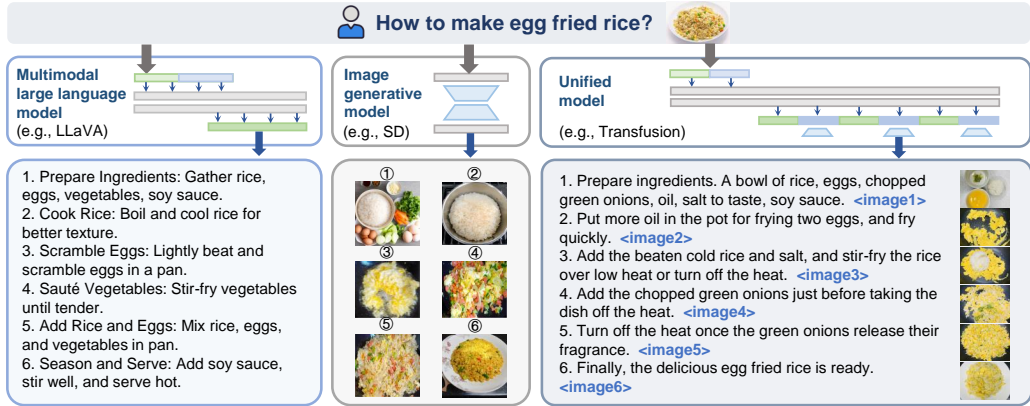 How to make egg fried rice?
Multimodal
large language
model
(e.g., LLaVA)
Image
generative
model
(e.g., SD)
Unified
model
(e.g., Transfusion)
1. Prepare Ingredients: Gather rice,
eggs, vegetables, soy sauce.
2. Cook Rice: Boil and cool rice for
better texture.
3. Scramble Eggs: Lightly beat and
scramble eggs in a pan.
4. Sauté Vegetables: Stir-fry vegetables
until tender.
5. Add Rice and Eggs: Mix rice, eggs,
and vegetables in pan.
6. Season and Serve: Add soy sauce,
stir well, and serve hot.
① ②
③ ④
⑤ ⑥
1. Prepare ingredients. A bowl of rice, eggs, chopped
green onions, oil, salt to taste, soy sauce. <image1>
2. Put more oil in the pot for frying two eggs, and fry
quickly. <image2>
3. Add the beaten cold rice and salt, and stir-fry the rice
over low heat or turn off the heat. <image3>
4. Add the chopped green onions just before taking the
dish off the heat. <image4>
5. Turn off the heat once the green onions release their
fragrance. <image5>
6. Finally, the delicious egg fried rice is ready.
<image6>